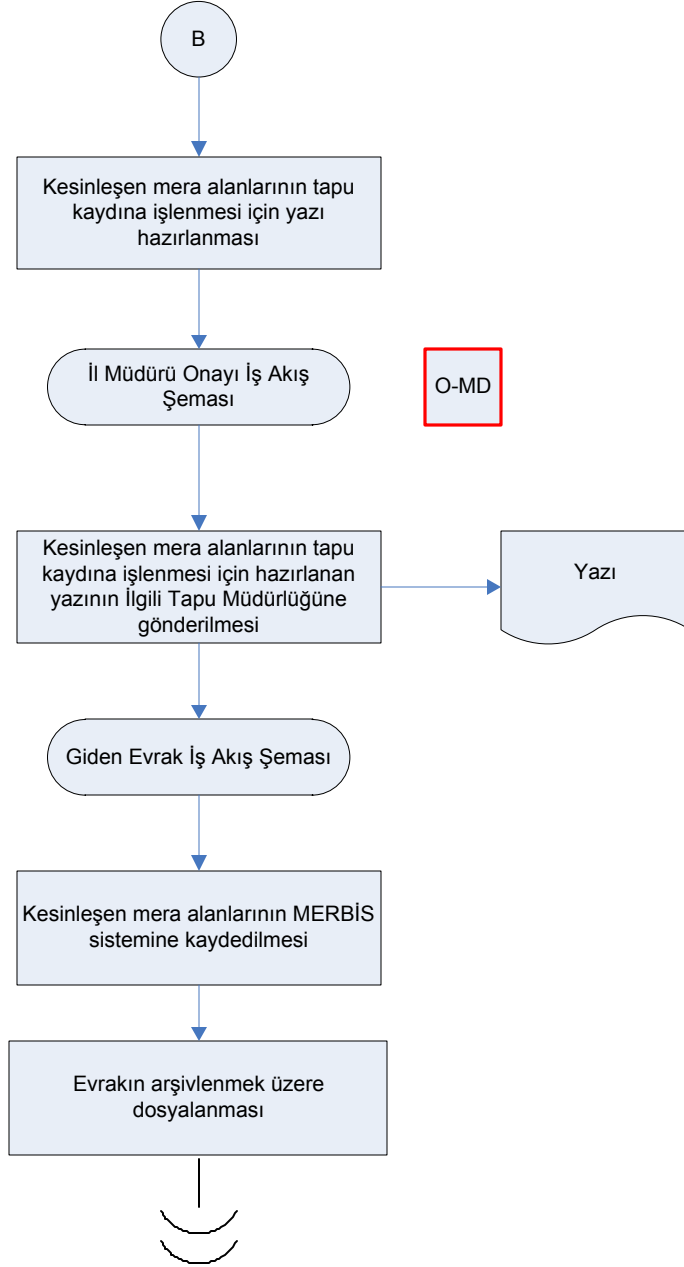 B
Kesinleşen mera alanlarının tapu
kaydına işlenmesi için yazı
hazırlanması
İl Müdürü Onayı İş Akış
Şeması
O-MD
Kesinleşen mera alanlarının tapu
kaydına işlenmesi için hazırlanan
yazının İlgili Tapu Müdürlüğüne
gönderilmesi
Yazı
Giden Evrak İş Akış Şeması
Kesinleşen mera alanlarının MERBİS
sistemine kaydedilmesi
Evrakın arşivlenmek üzere
dosyalanması